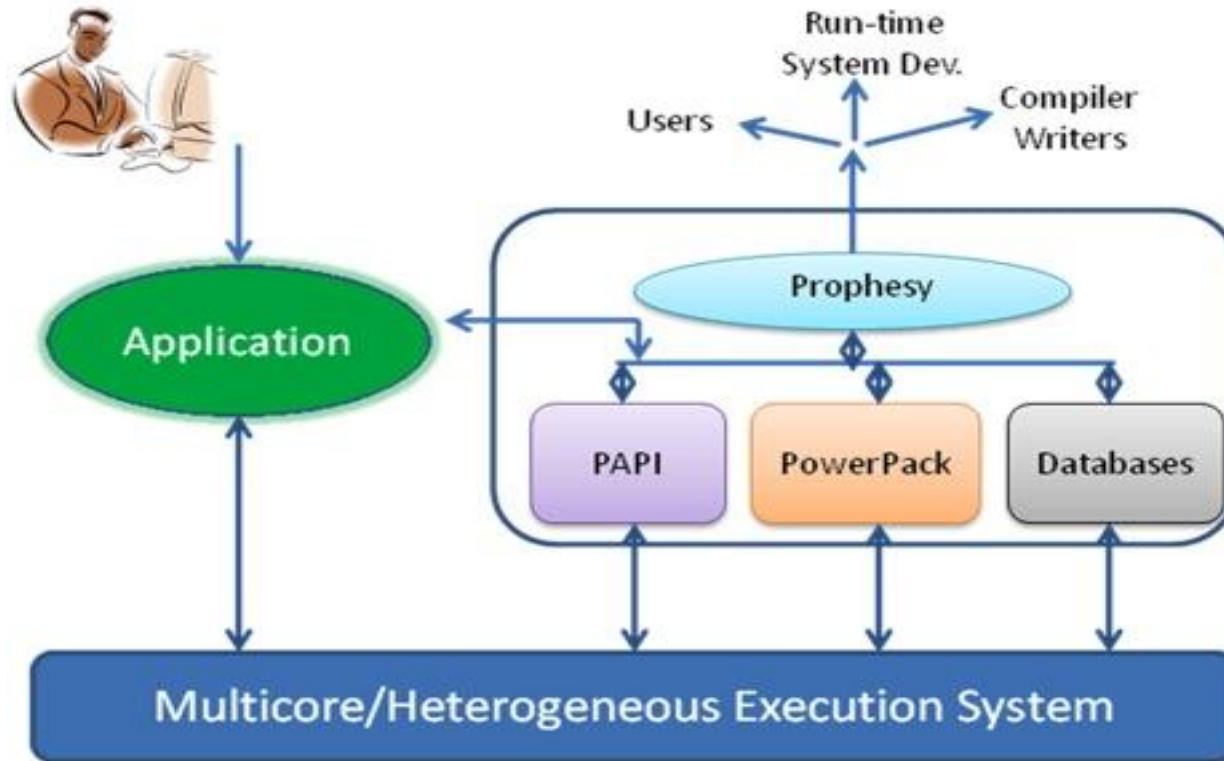 Run-time
System Dev.
Users
Compiler
Writers
Prophesy
Application
PAPI
PowerPack
Databases
Multicore/Heterogeneous Execution System